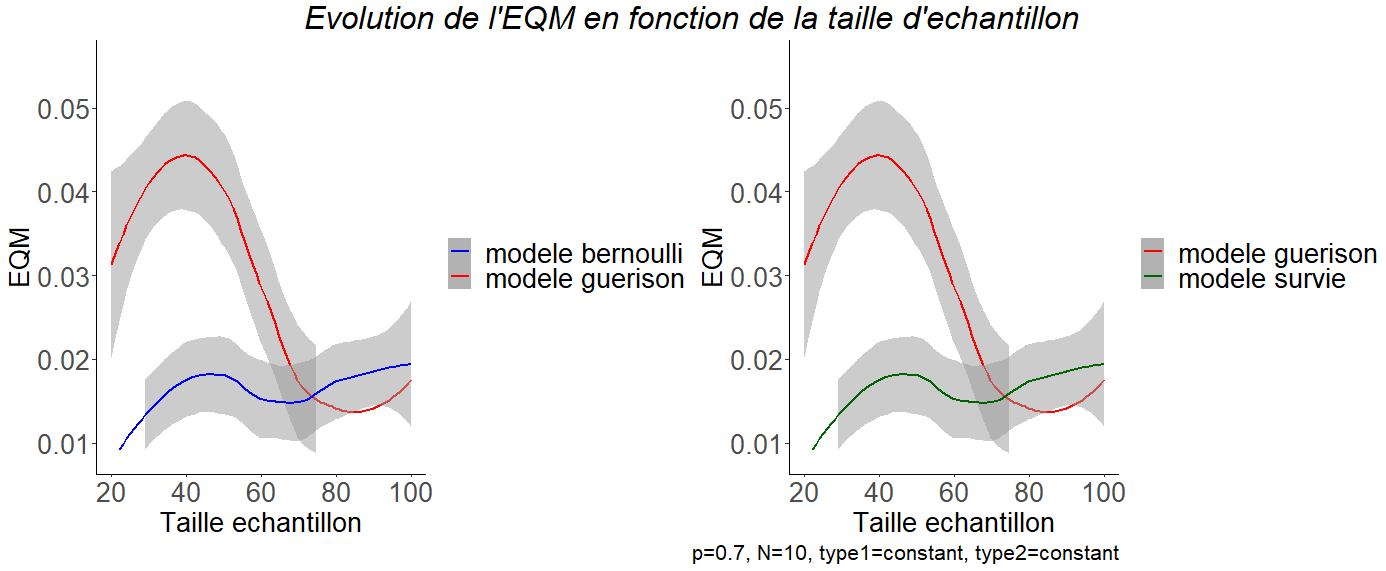 Evolution de l'EQM en fonction de la taille d'echantillon
EQM
0.05
0.04
0.03
0.02
0.01
20 40 60 80 100
Taille echantillon
modele bernoulli
modele guerison
EQM
0.05
0.04
0.03
0.02
0.01
20 40 60 80 100
Taille echantillon
modele guerison
modele survie
p=0.7, N=10, type1=constant, type2=constant